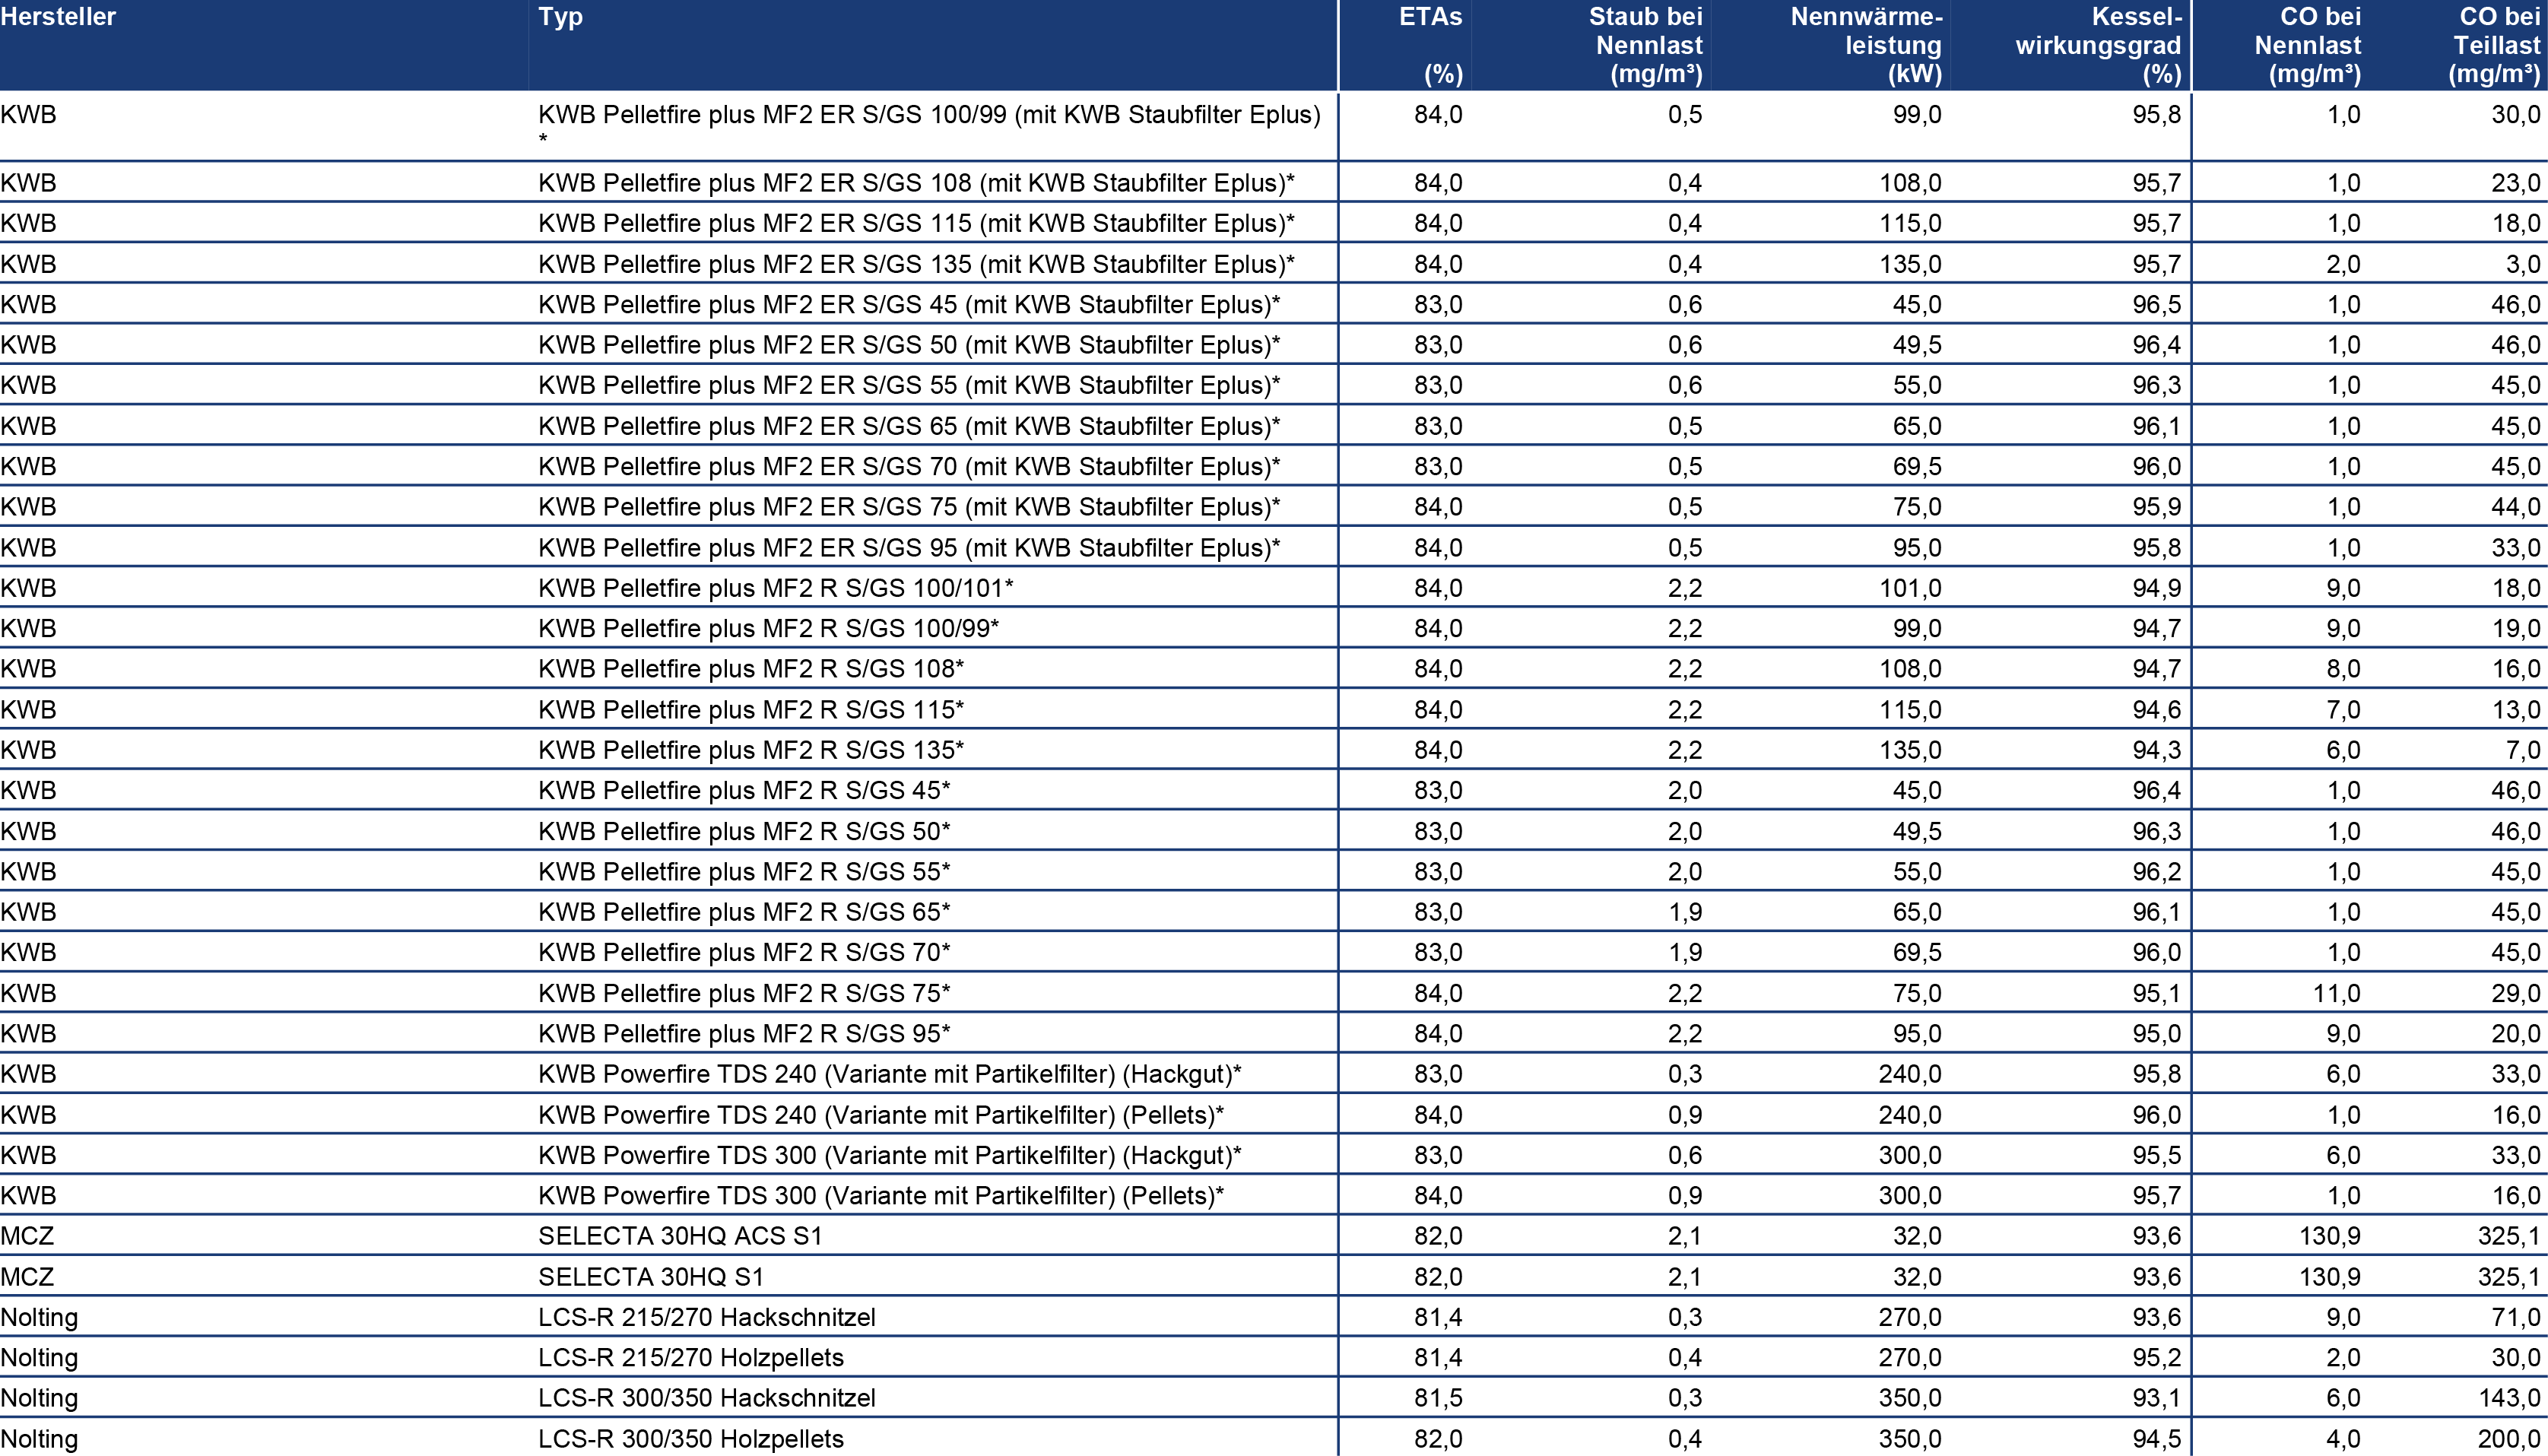 Hersteller Typ ETAs Staub bei Nennwärme- Kessel- CO bei CO bei
Nennlast leistung wirkungsgrad Nennlast Teillast
(%) (mg/m³) (kW) (%) (mg/m³) (mg/m³)
KWB KWB Pelletfire plus MF2 ER S/GS 100/99 (mit KWB Staubfilter Eplus) 84,0 0,5 99,0 95,8 1,0 30,0
*
KWB KWB Pelletfire plus MF2 ER S/GS 108 (mit KWB Staubfilter Eplus)* 84,0 0,4 108,0 95,7 1,0 23,0
KWB KWB Pelletfire plus MF2 ER S/GS 115 (mit KWB Staubfilter Eplus)* 84,0 0,4 115,0 95,7 1,0 18,0
KWB KWB Pelletfire plus MF2 ER S/GS 135 (mit KWB Staubfilter Eplus)* 84,0 0,4 135,0 95,7 2,0 3,0
KWB KWB Pelletfire plus MF2 ER S/GS 45 (mit KWB Staubfilter Eplus)* 83,0 0,6 45,0 96,5 1,0 46,0
KWB KWB Pelletfire plus MF2 ER S/GS 50 (mit KWB Staubfilter Eplus)* 83,0 0,6 49,5 96,4 1,0 46,0
KWB KWB Pelletfire plus MF2 ER S/GS 55 (mit KWB Staubfilter Eplus)* 83,0 0,6 55,0 96,3 1,0 45,0
KWB KWB Pelletfire plus MF2 ER S/GS 65 (mit KWB Staubfilter Eplus)* 83,0 0,5 65,0 96,1 1,0 45,0
KWB KWB Pelletfire plus MF2 ER S/GS 70 (mit KWB Staubfilter Eplus)* 83,0 0,5 69,5 96,0 1,0 45,0
KWB KWB Pelletfire plus MF2 ER S/GS 75 (mit KWB Staubfilter Eplus)* 84,0 0,5 75,0 95,9 1,0 44,0
KWB KWB Pelletfire plus MF2 ER S/GS 95 (mit KWB Staubfilter Eplus)* 84,0 0,5 95,0 95,8 1,0 33,0
KWB KWB Pelletfire plus MF2 R S/GS 100/101* 84,0 2,2 101,0 94,9 9,0 18,0
KWB KWB Pelletfire plus MF2 R S/GS 100/99* 84,0 2,2 99,0 94,7 9,0 19,0
KWB KWB Pelletfire plus MF2 R S/GS 108* 84,0 2,2 108,0 94,7 8,0 16,0
KWB KWB Pelletfire plus MF2 R S/GS 115* 84,0 2,2 115,0 94,6 7,0 13,0
KWB KWB Pelletfire plus MF2 R S/GS 135* 84,0 2,2 135,0 94,3 6,0 7,0
KWB KWB Pelletfire plus MF2 R S/GS 45* 83,0 2,0 45,0 96,4 1,0 46,0
KWB KWB Pelletfire plus MF2 R S/GS 50* 83,0 2,0 49,5 96,3 1,0 46,0
KWB KWB Pelletfire plus MF2 R S/GS 55* 83,0 2,0 55,0 96,2 1,0 45,0
KWB KWB Pelletfire plus MF2 R S/GS 65* 83,0 1,9 65,0 96,1 1,0 45,0
KWB KWB Pelletfire plus MF2 R S/GS 70* 83,0 1,9 69,5 96,0 1,0 45,0
KWB KWB Pelletfire plus MF2 R S/GS 75* 84,0 2,2 75,0 95,1 11,0 29,0
KWB KWB Pelletfire plus MF2 R S/GS 95* 84,0 2,2 95,0 95,0 9,0 20,0
KWB KWB Powerfire TDS 240 (Variante mit Partikelfilter) (Hackgut)* 83,0 0,3 240,0 95,8 6,0 33,0
KWB KWB Powerfire TDS 240 (Variante mit Partikelfilter) (Pellets)* 84,0 0,9 240,0 96,0 1,0 16,0
KWB KWB Powerfire TDS 300 (Variante mit Partikelfilter) (Hackgut)* 83,0 0,6 300,0 95,5 6,0 33,0
KWB KWB Powerfire TDS 300 (Variante mit Partikelfilter) (Pellets)* 84,0 0,9 300,0 95,7 1,0 16,0
MCZ SELECTA 30HQ ACS S1 82,0 2,1 32,0 93,6 130,9 325,1
MCZ SELECTA 30HQ S1 82,0 2,1 32,0 93,6 130,9 325,1
Nolting LCS-R 215/270 Hackschnitzel 81,4 0,3 270,0 93,6 9,0 71,0
Nolting LCS-R 215/270 Holzpellets 81,4 0,4 270,0 95,2 2,0 30,0
Nolting LCS-R 300/350 Hackschnitzel 81,5 0,3 350,0 93,1 6,0 143,0
Nolting LCS-R 300/350 Holzpellets 82,0 0,4 350,0 94,5 4,0 200,0